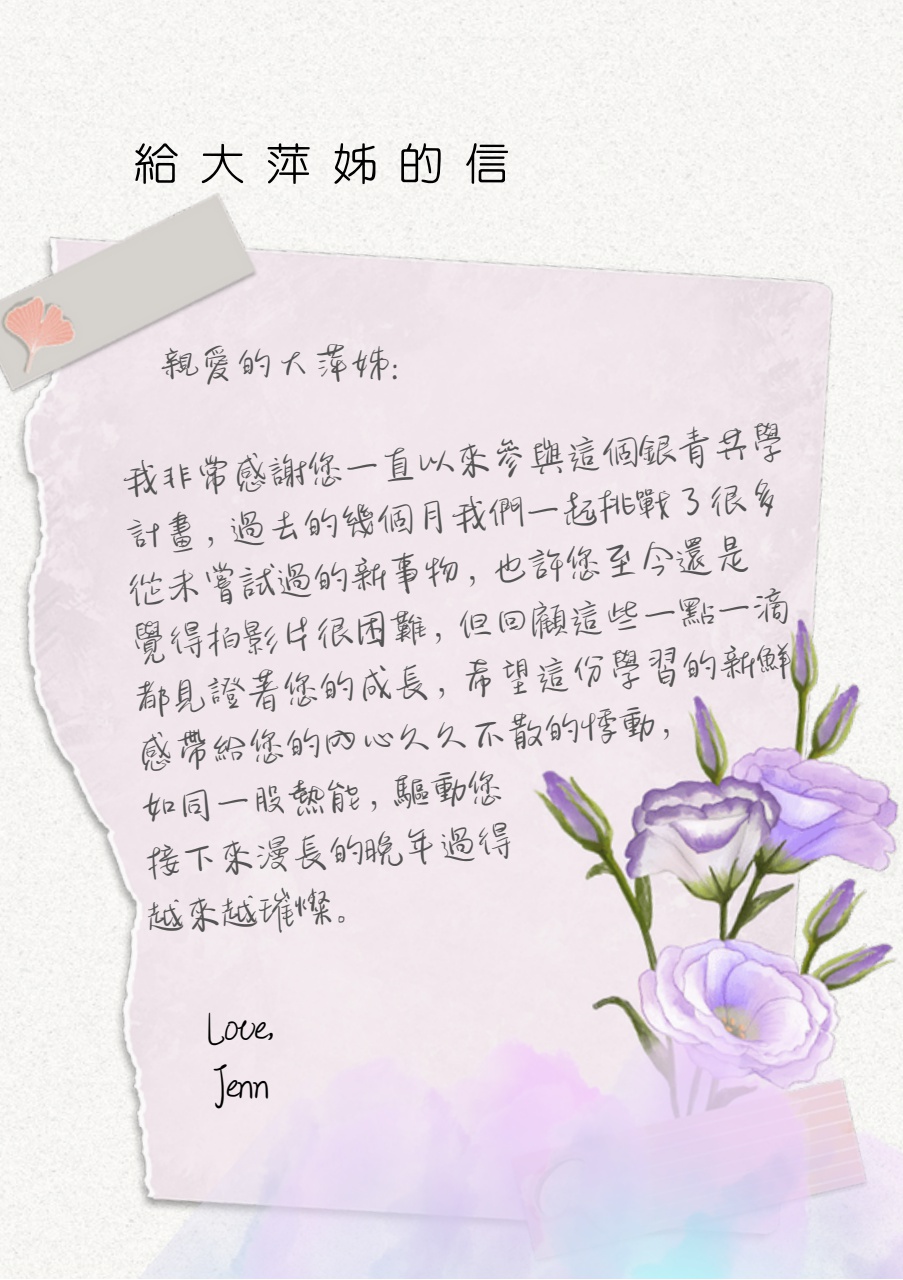 給大萍姊的信
親愛的大萍姊：
我非常感謝您一直以來參與這個銀青共學
計畫，過去的幾個月我們一起挑戰了很多
從未嘗試過的新事物，也許您至今還是
覺得拍影片很困難，但回顧這些一點一滴
都見證著您的成長，希望這份學習的新鮮
感帶給您的內心久久不散的悸動，
如同一股熱能，驅動您
接下來漫長的晚年過得
越來越璀燦。
Love,
Jenn